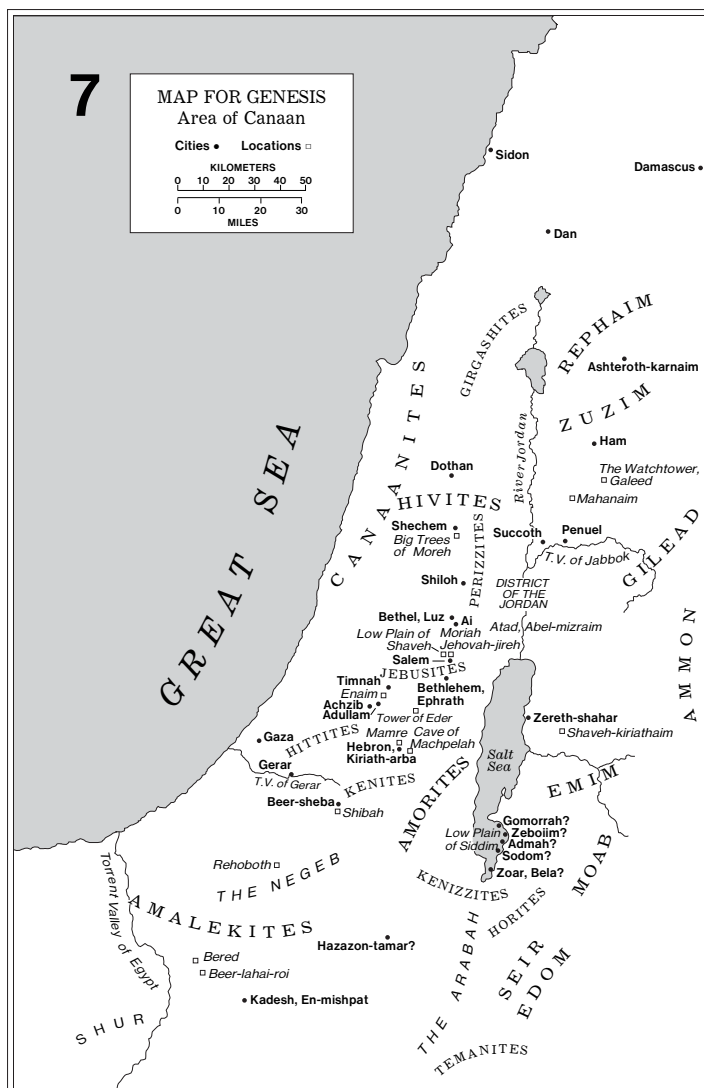 7
MAP FOR GENESIS
Area of Canaan
Cities Locations
KILOMETERS
0 10 20 30 40 50
0 10 20 30
MILES
Sidon
Damascus
Dan
GIRGASHITES
REPHAIM
Ashteroth-karnaim
ZUZIM
Ham
The Watchtower,
Galeed
Mahanaim
River Jordan
GREAT SEA
CANAANITES
Dothan
HIVITES
Shechem
Big Trees
of Moreh
PERIZZITES
Succoth
Penuel
T.V. of Jabbok
GILEAD
Shiloh
DISTRICT
OF THE
JORDAN
Bethel, Luz
Ai
Atad, Abel-mizraim
AMMON
Low Plain of
Shaveh
Moriah
Jehovah-jireh
Salem
JEBUSITES
Timnah
Enaim
Bethlehem,
Ephrath
Achzib
Adullam
Tower of Eder
Zereth-shahar
Shaveh-kiriathaim
Gaza
HITTITES
Mamre
Cave of
Machpelah
Hebron,
Kiriath-arba
Salt
Sea
Gerar
T.V. of Gerar
KENITES
AMORITES
EMIM
Beer-sheba
Shibah
Gomorrah?
Low Plain
of Siddim
Zeboiim?
Admah?
Sodom?
Zoar, Bela?
MOAB
Rehoboth
THE NEGEB
KENIZZITES
HORITES
Torrent Valley of Egypt
AMALEKITES
Hazazon-tamar?
THE ARABAH
SEIR
EDOM
Bered
Beer-lahai-roi
Kadesh, En-mishpat
SHUR
TEMANITES